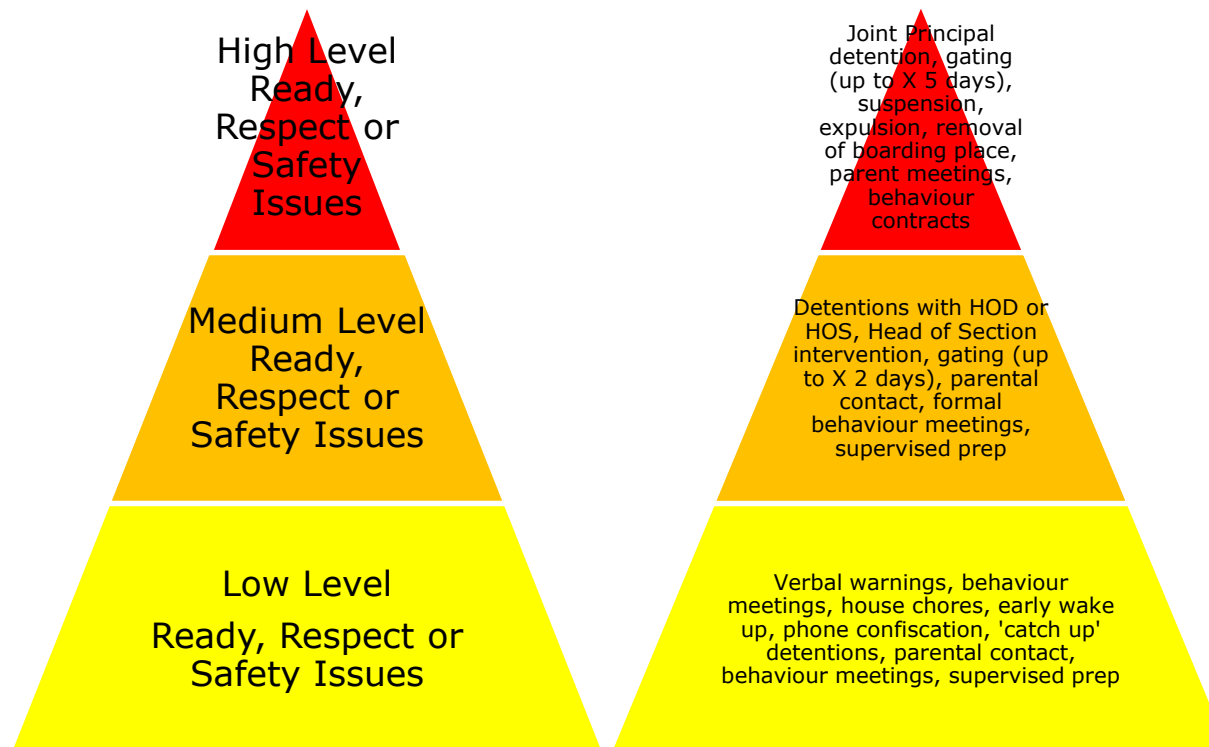 High Level
Ready,
Respect or
Safety
Issues
Medium Level
Ready,
Respect or
Safety Issues
Low Level
Ready, Respect or
Safety Issues
Joint Principal
detention, gating
(up to X 5 days),
suspension,
expulsion, removal
of boarding place,
parent meetings,
behaviour
contracts
Detentions with HOD or
HOS, Head of Section
intervention, gating (up
to X 2 days), parental
contact, formal
behaviour meetings,
supervised prep
Verbal warnings, behaviour
meetings, house chores, early wake
up, phone confiscation, 'catch up'
detentions, parental contact,
behaviour meetings, supervised prep